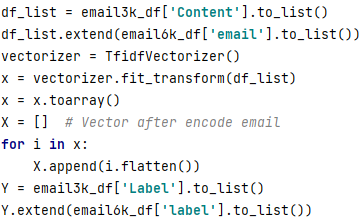 df_list = email3k_df['Content'].to_list()
df_list.extend(email6k_df['email'].to_list())
vectorizer = TfidfVectorizer()
x = vectorizer.fit_transform(df_list)
x = x.toarray()
X = []  # Vector after encode email
for i in x:
    X.append(i.flatten())
Y = email3k_df['Label'].to_list()
Y.extend(email6k_df['label'].to_list())